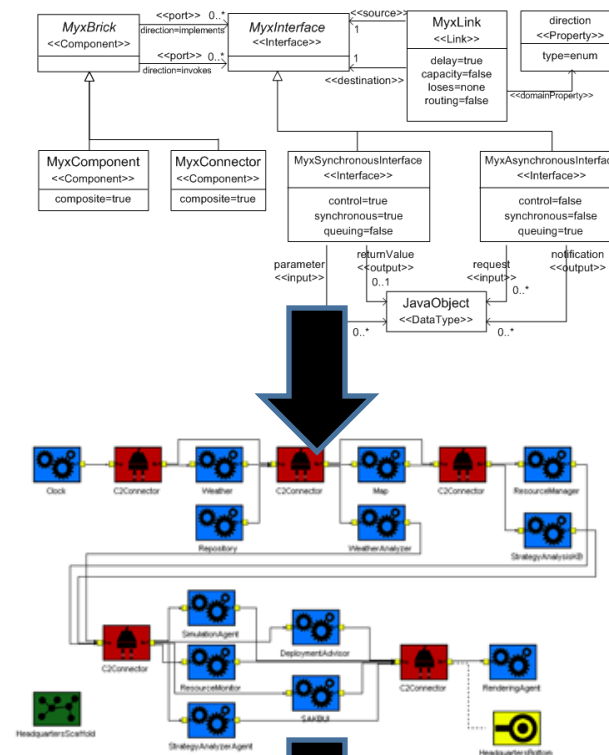 MyxBrick
<<Component>>
<<port>> 0..*
direction=implements
<<port>> 0..*
direction=invokes
MyxInterface
<<Interface>>
<<source>>
1
1
<<destination>>
MyxLink
<<Link>>
delay=true
capacity=false
loses=none
routing=false
direction
<<Property>>
type=enum
<<domainProperty>>
MyxComponent
<<Component>>
composite=true
MyxConnector
<<Component>>
composite=true
MyxSynchronousInterface
<<Interface>>
control=true
synchronous=true
queuing=false
MyxAsynchronousInterfac
<<Interface>>
control=false
synchronous=false
queuing=true
parameter
<<input>>
returnValue
<<output>>
0..1
request
<<input>>
notification
<<output>>
0..*
JavaObject
<<DataType>>
0..*
0..*
Clock
C2Connector
Weather
C2Connector
Map
C2Connector
ResourceManager
Repository
WeatherAnalyzer
StrategyAnalysisKB
SimulationAgent
C2Connector
DeploymentAdvisor
ResourceMonitor
C2Connector
RenderingAgent
SAKBUI
HeadquartersScaffold
StrategyAnalyzerAgent
HeadquartersBottom